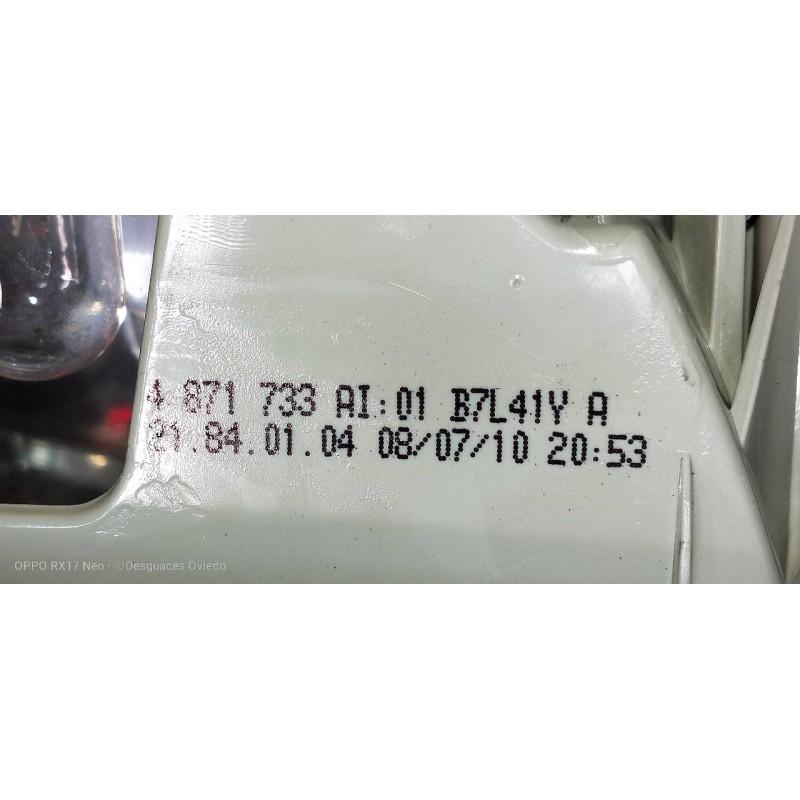 4 871 733 AI:01 B7L41Y A
21.84.01.04 08/07/10 20:53
OPPO RX17 Neo · ©Desguaces Oviedo